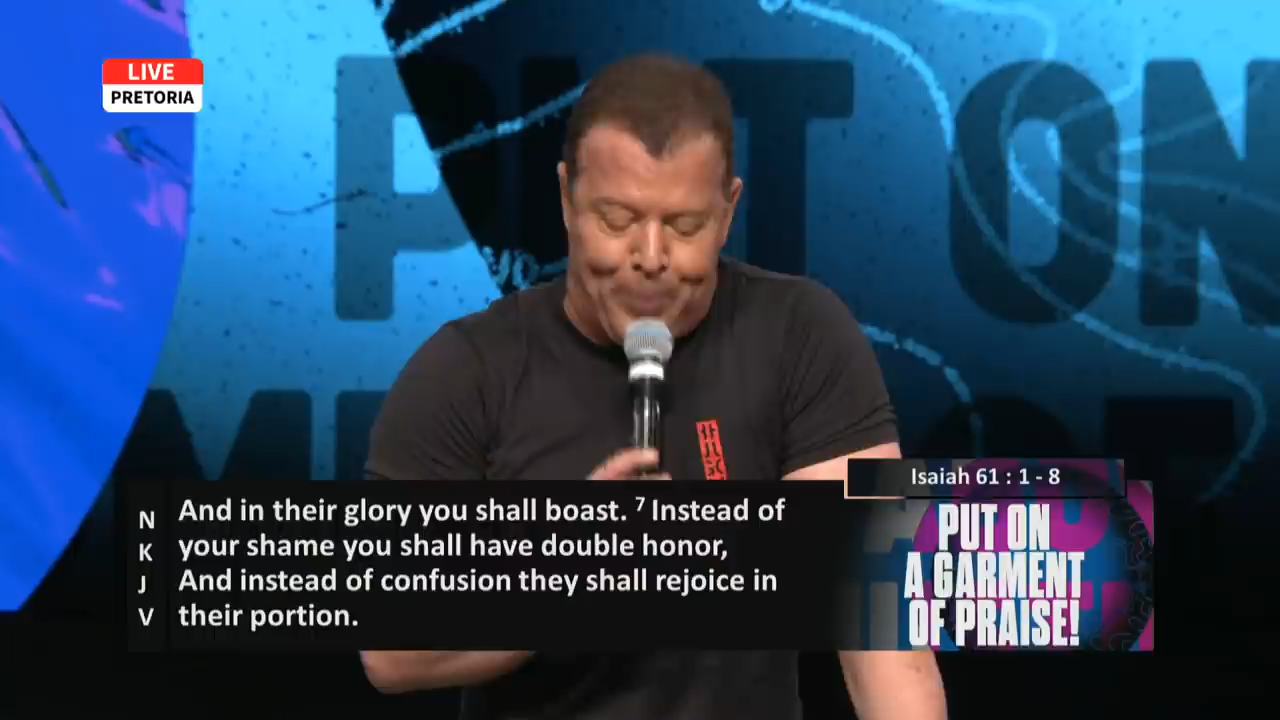 LIVE
PRETORIA
PUT ON
Isaiah 61 : 1 - 8
N
K
J
V
And in their glory you shall boast. ⁷ Instead of
your shame you shall have double honor,
And instead of confusion they shall rejoice in
their portion.
PUT ON
A GARMENT
OF PRAISE!